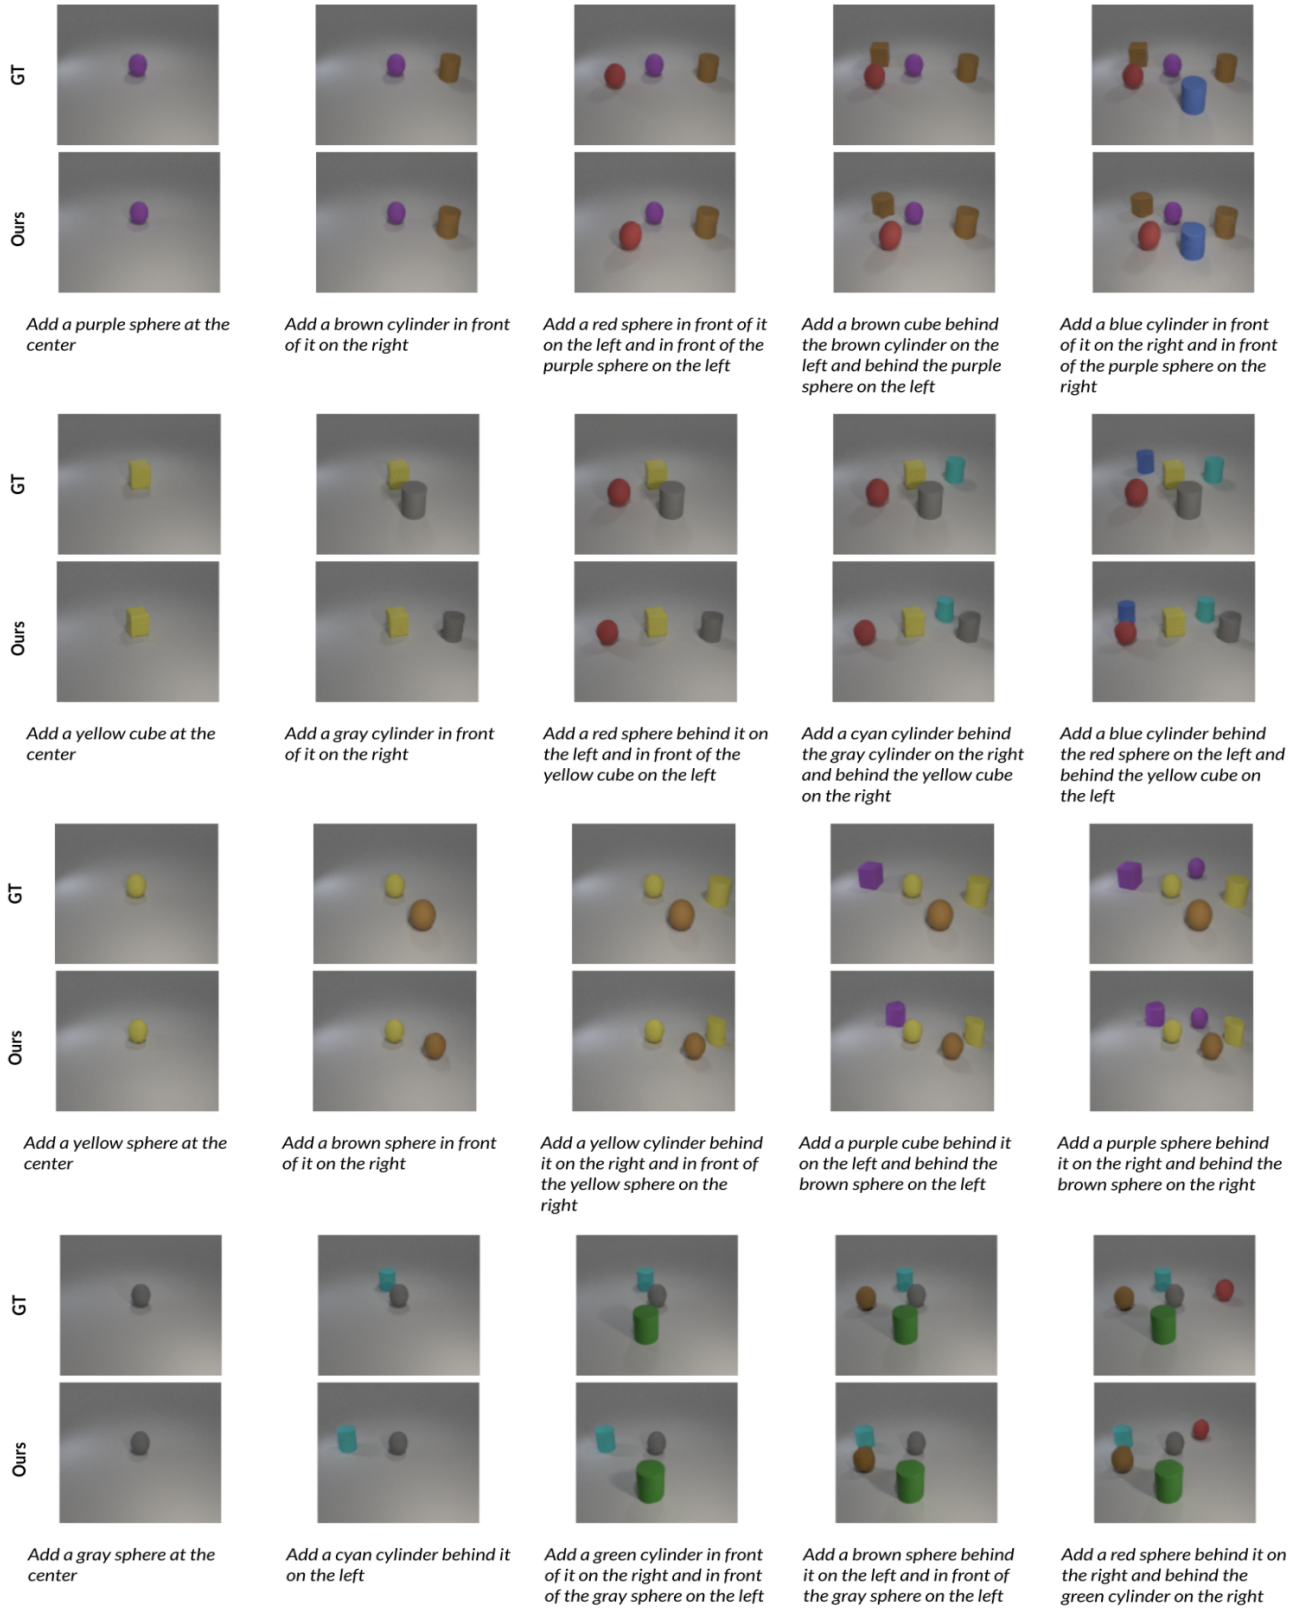 GT
Ours
Add a purple sphere at the
center
Add a brown cylinder in front
of it on the right
Add a red sphere in front of it
on the left and in front of the
purple sphere on the left
Add a brown cube behind
the brown cylinder on the
left and behind the purple
sphere on the left
Add a blue cylinder in front
of it on the right and in front
of the purple sphere on the
right
GT
Ours
Add a yellow cube at the
center
Add a gray cylinder in front
of it on the right
Add a red sphere behind it on
the left and in front of the
yellow cube on the left
Add a cyan cylinder behind
the gray cylinder on the right
and behind the yellow cube
on the right
Add a blue cylinder behind
the red sphere on the left and
behind the yellow cube on
the left
GT
Ours
Add a yellow sphere at the
center
Add a brown sphere in front
of it on the right
Add a yellow cylinder behind
it on the right and in front of
the yellow sphere on the
right
Add a purple cube behind it
on the left and behind the
brown sphere on the left
Add a purple sphere behind
it on the right and behind the
brown sphere on the right
GT
Ours
Add a gray sphere at the
center
Add a cyan cylinder behind it
on the left
Add a green cylinder in front
of it on the right and in front
of the gray sphere on the left
Add a brown sphere behind
it on the left and in front of
the gray sphere on the left
Add a red sphere behind it on
the right and behind the
green cylinder on the right